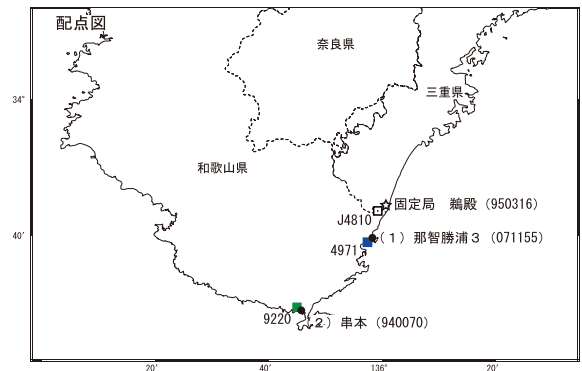 配点図
奈良県
34°
三重県
和歌山県
固定局 鵜殿（950316）
J4810
40′
（1）那智勝浦3（071155）
4971
9220
（2）串本（940070）
20′
40′
136°
20′